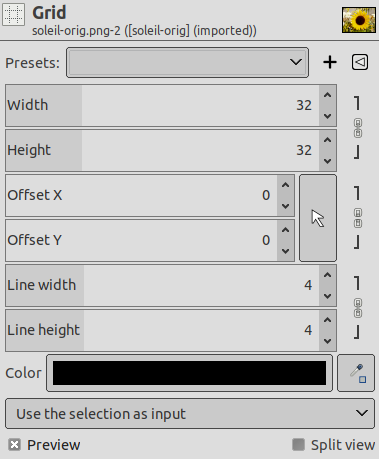 Grid
soleil-orig.png-2 ([soleil-orig] (imported))
Presets:
Width 32
Height 32
Offset X 0
Offset Y 0
Line width 4
Line height 4
Color
Use the selection as input
Preview Split view